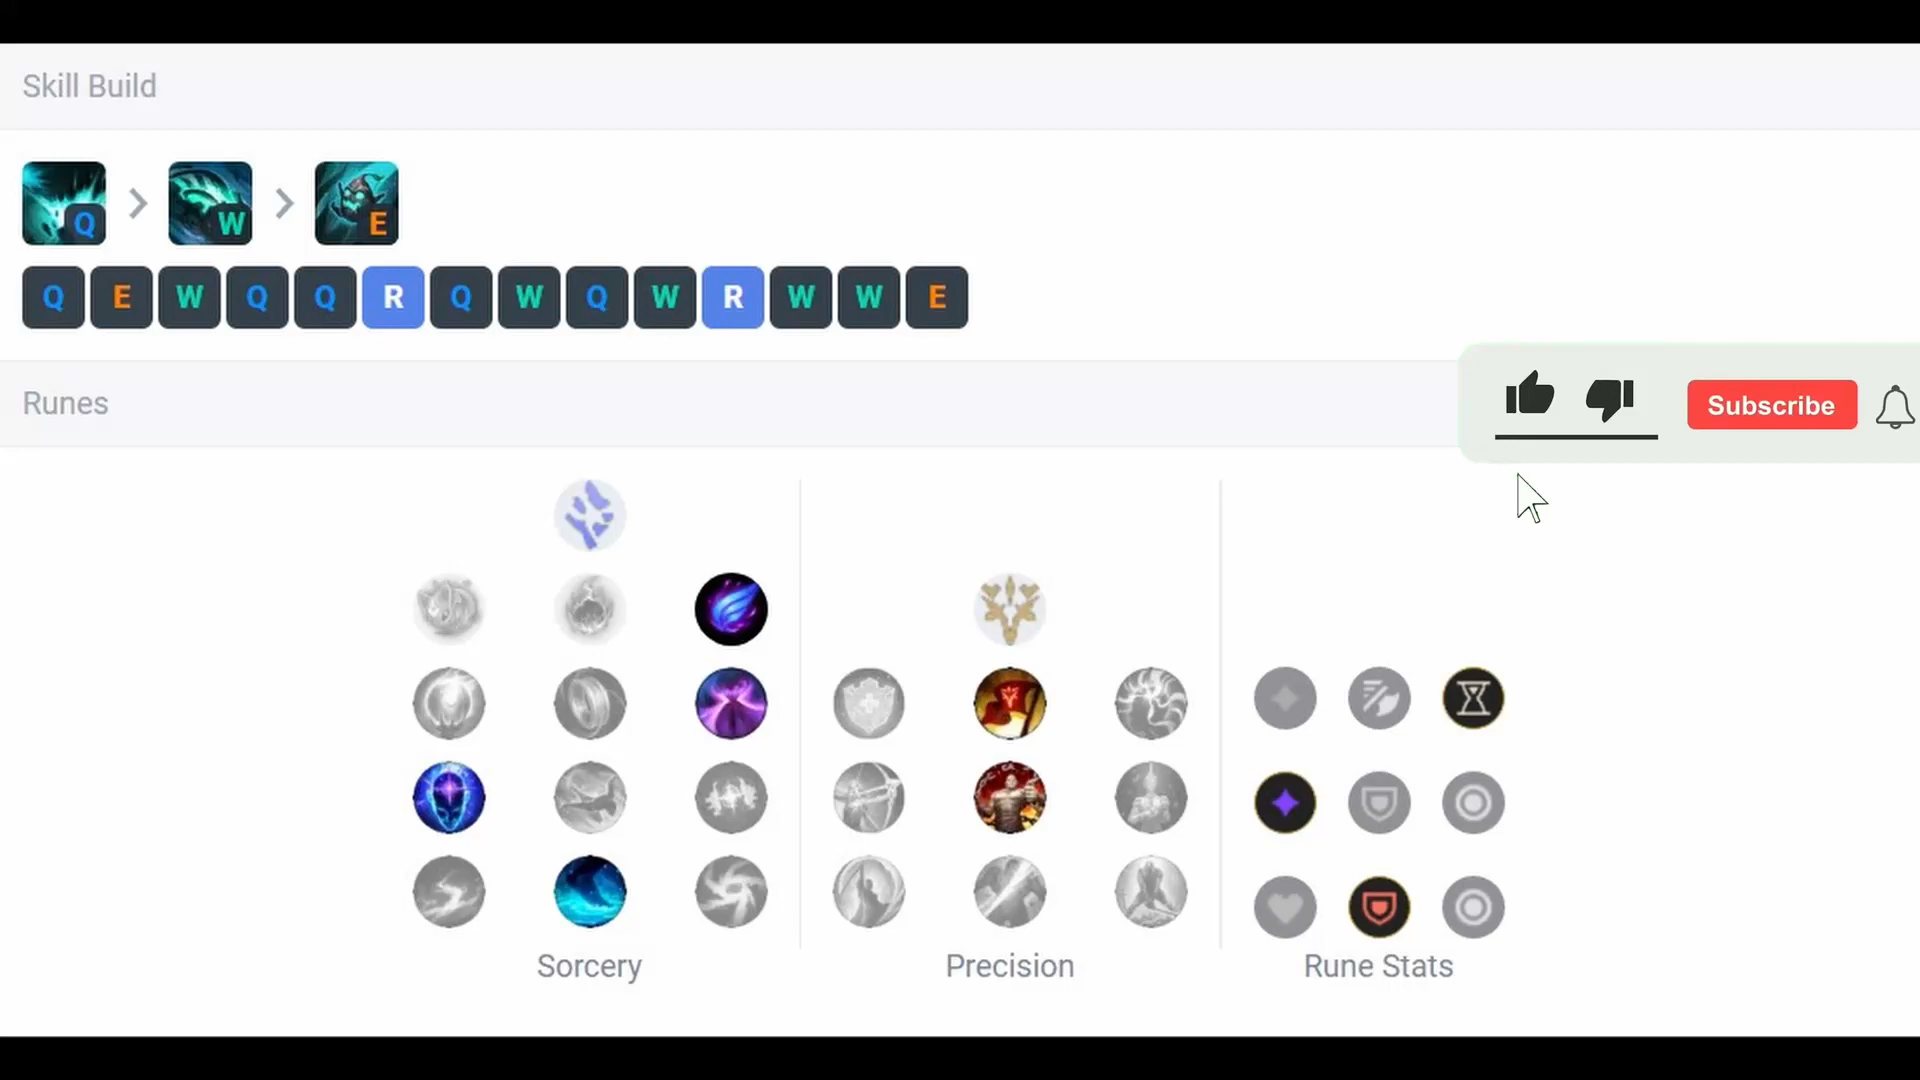 Skill Build
Q W E
Q E W Q Q R Q W Q W R W W E
Runes
Subscribe
Sorcery Precision Rune Stats